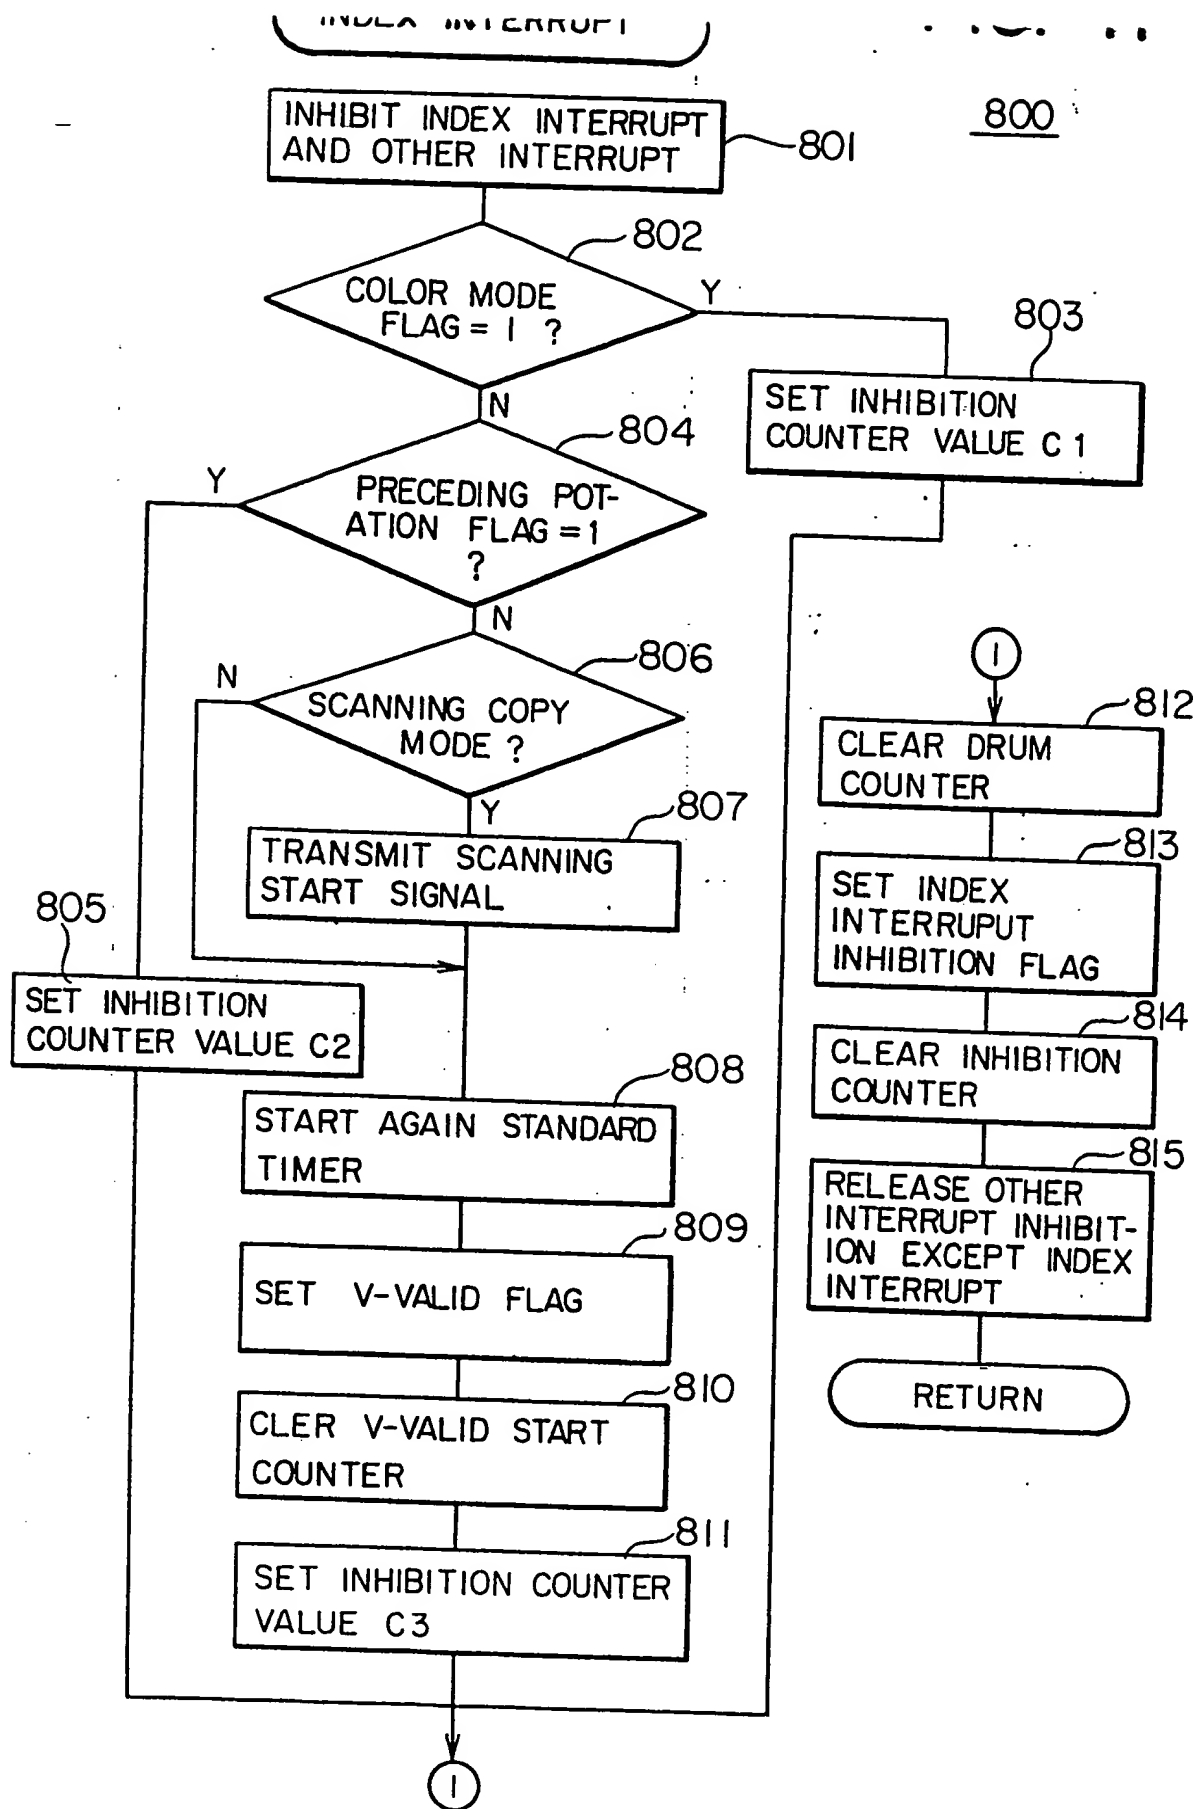 INDEX INTERRUPT
800
INHIBIT INDEX INTERRUPT
AND OTHER INTERRUPT
801
802
COLOR MODE
FLAG = 1 ?
Y
N
803
SET INHIBITION
COUNTER VALUE C1
804
PRECEDING POT-
ATION FLAG = 1
?
Y
N
806
SCANNING COPY
MODE ?
N
Y
807
TRANSMIT SCANNING
START SIGNAL
805
SET INHIBITION
COUNTER VALUE C2
808
START AGAIN STANDARD
TIMER
809
SET V-VALID FLAG
810
CLER V-VALID START
COUNTER
811
SET INHIBITION COUNTER
VALUE C3
1
1
812
CLEAR DRUM
COUNTER
813
SET INDEX
INTERRUPUT
INHIBITION FLAG
814
CLEAR INHIBITION
COUNTER
815
RELEASE OTHER
INTERRUPT INHIBIT-
ION EXCEPT INDEX
INTERRUPT
RETURN